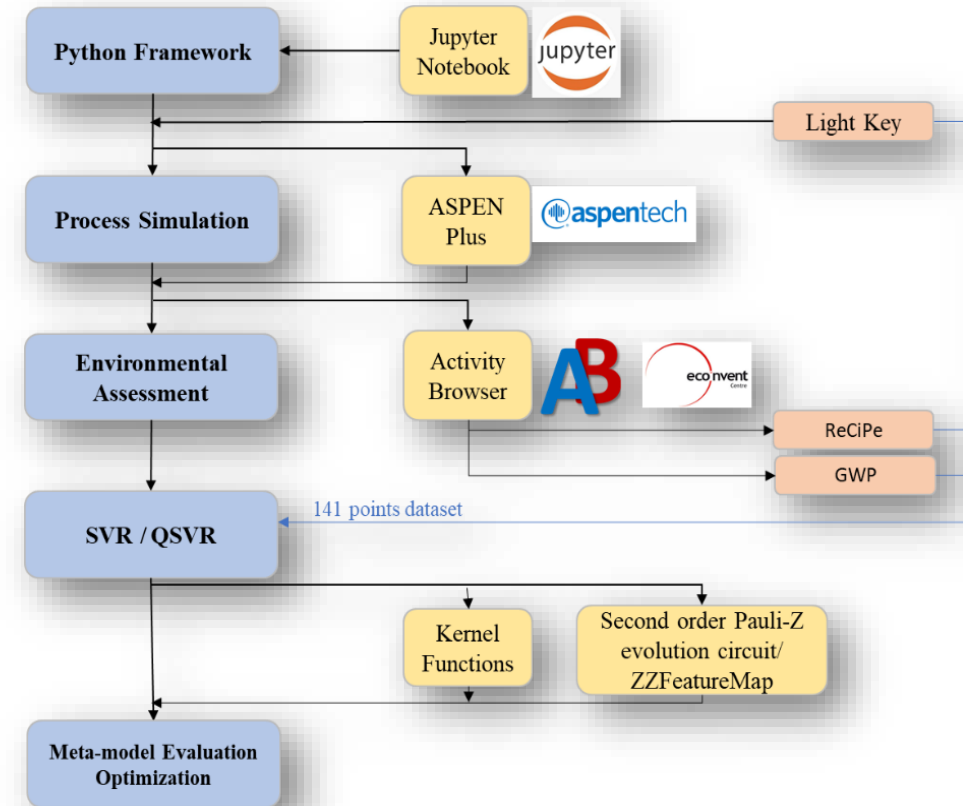 Python Framework
Jupyter
Notebook
jupyter
Light Key
Process Simulation
ASPEN
Plus
aspentech
Environmental
Assessment
Activity
Browser
AB
ecoinvent
Centre
ReCiPe
GWP
141 points dataset
SVR / QSVR
Kernel
Functions
Second order Pauli-Z
evolution circuit/
ZZFeatureMap
Meta-model Evaluation
Optimization